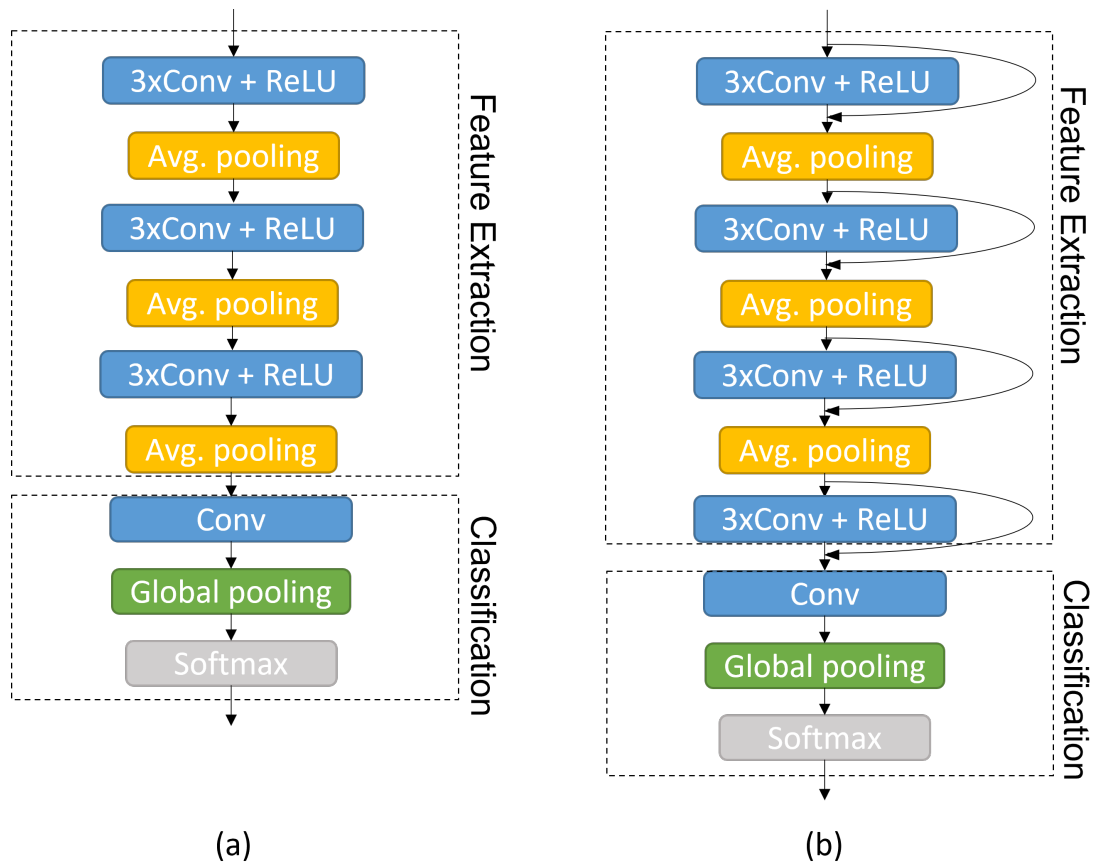 3xConv + ReLU
Avg. pooling
3xConv + ReLU
Avg. pooling
3xConv + ReLU
Avg. pooling
Feature Extraction
Conv
Global pooling
Softmax
Classification
(a)
3xConv + ReLU
Avg. pooling
3xConv + ReLU
Avg. pooling
3xConv + ReLU
Avg. pooling
3xConv + ReLU
Feature Extraction
Conv
Global pooling
Softmax
Classification
(b)